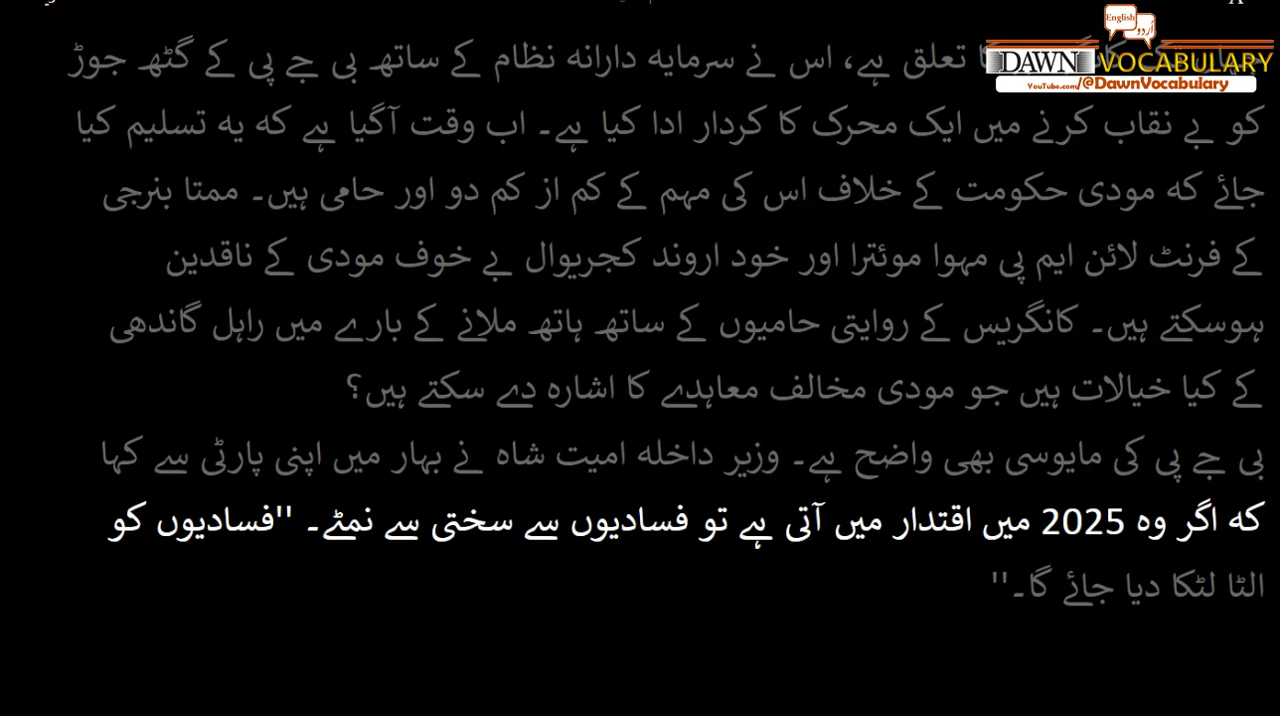 English
اُردُو
DAWN VOCABULARY
YouTube.com/@DawnVocabulary
کا تعلق ہے، اس نے سرمایہ دارانہ نظام کے ساتھ بی جے پی کے گٹھ جوڑ
کو بے نقاب کرنے میں ایک محرک کا کردار ادا کیا ہے۔ اب وقت آگیا ہے کہ یہ تسلیم کیا
جائے کہ مودی حکومت کے خلاف اس کی مہم کے کم از کم دو اور حامی ہیں۔ ممتا بنرجی
کے فرنٹ لائن ایم پی مہوا موئترا اور خود اروند کجریوال بے خوف مودی کے ناقدین
ہوسکتے ہیں۔ کانگریس کے روایتی حامیوں کے ساتھ ہاتھ ملانے کے بارے میں راہل گاندھی
کے کیا خیالات ہیں جو مودی مخالف معاہدے کا اشارہ دے سکتے ہیں؟
بی جے پی کی مایوسی بھی واضح ہے۔ وزیر داخلہ امیت شاہ نے بہار میں اپنی پارٹی سے کہا
کہ اگر وہ 2025 میں اقتدار میں آتی ہے تو فسادیوں سے سختی سے نمٹے۔ ''فسادیوں کو
الٹا لٹکا دیا جائے گا۔''